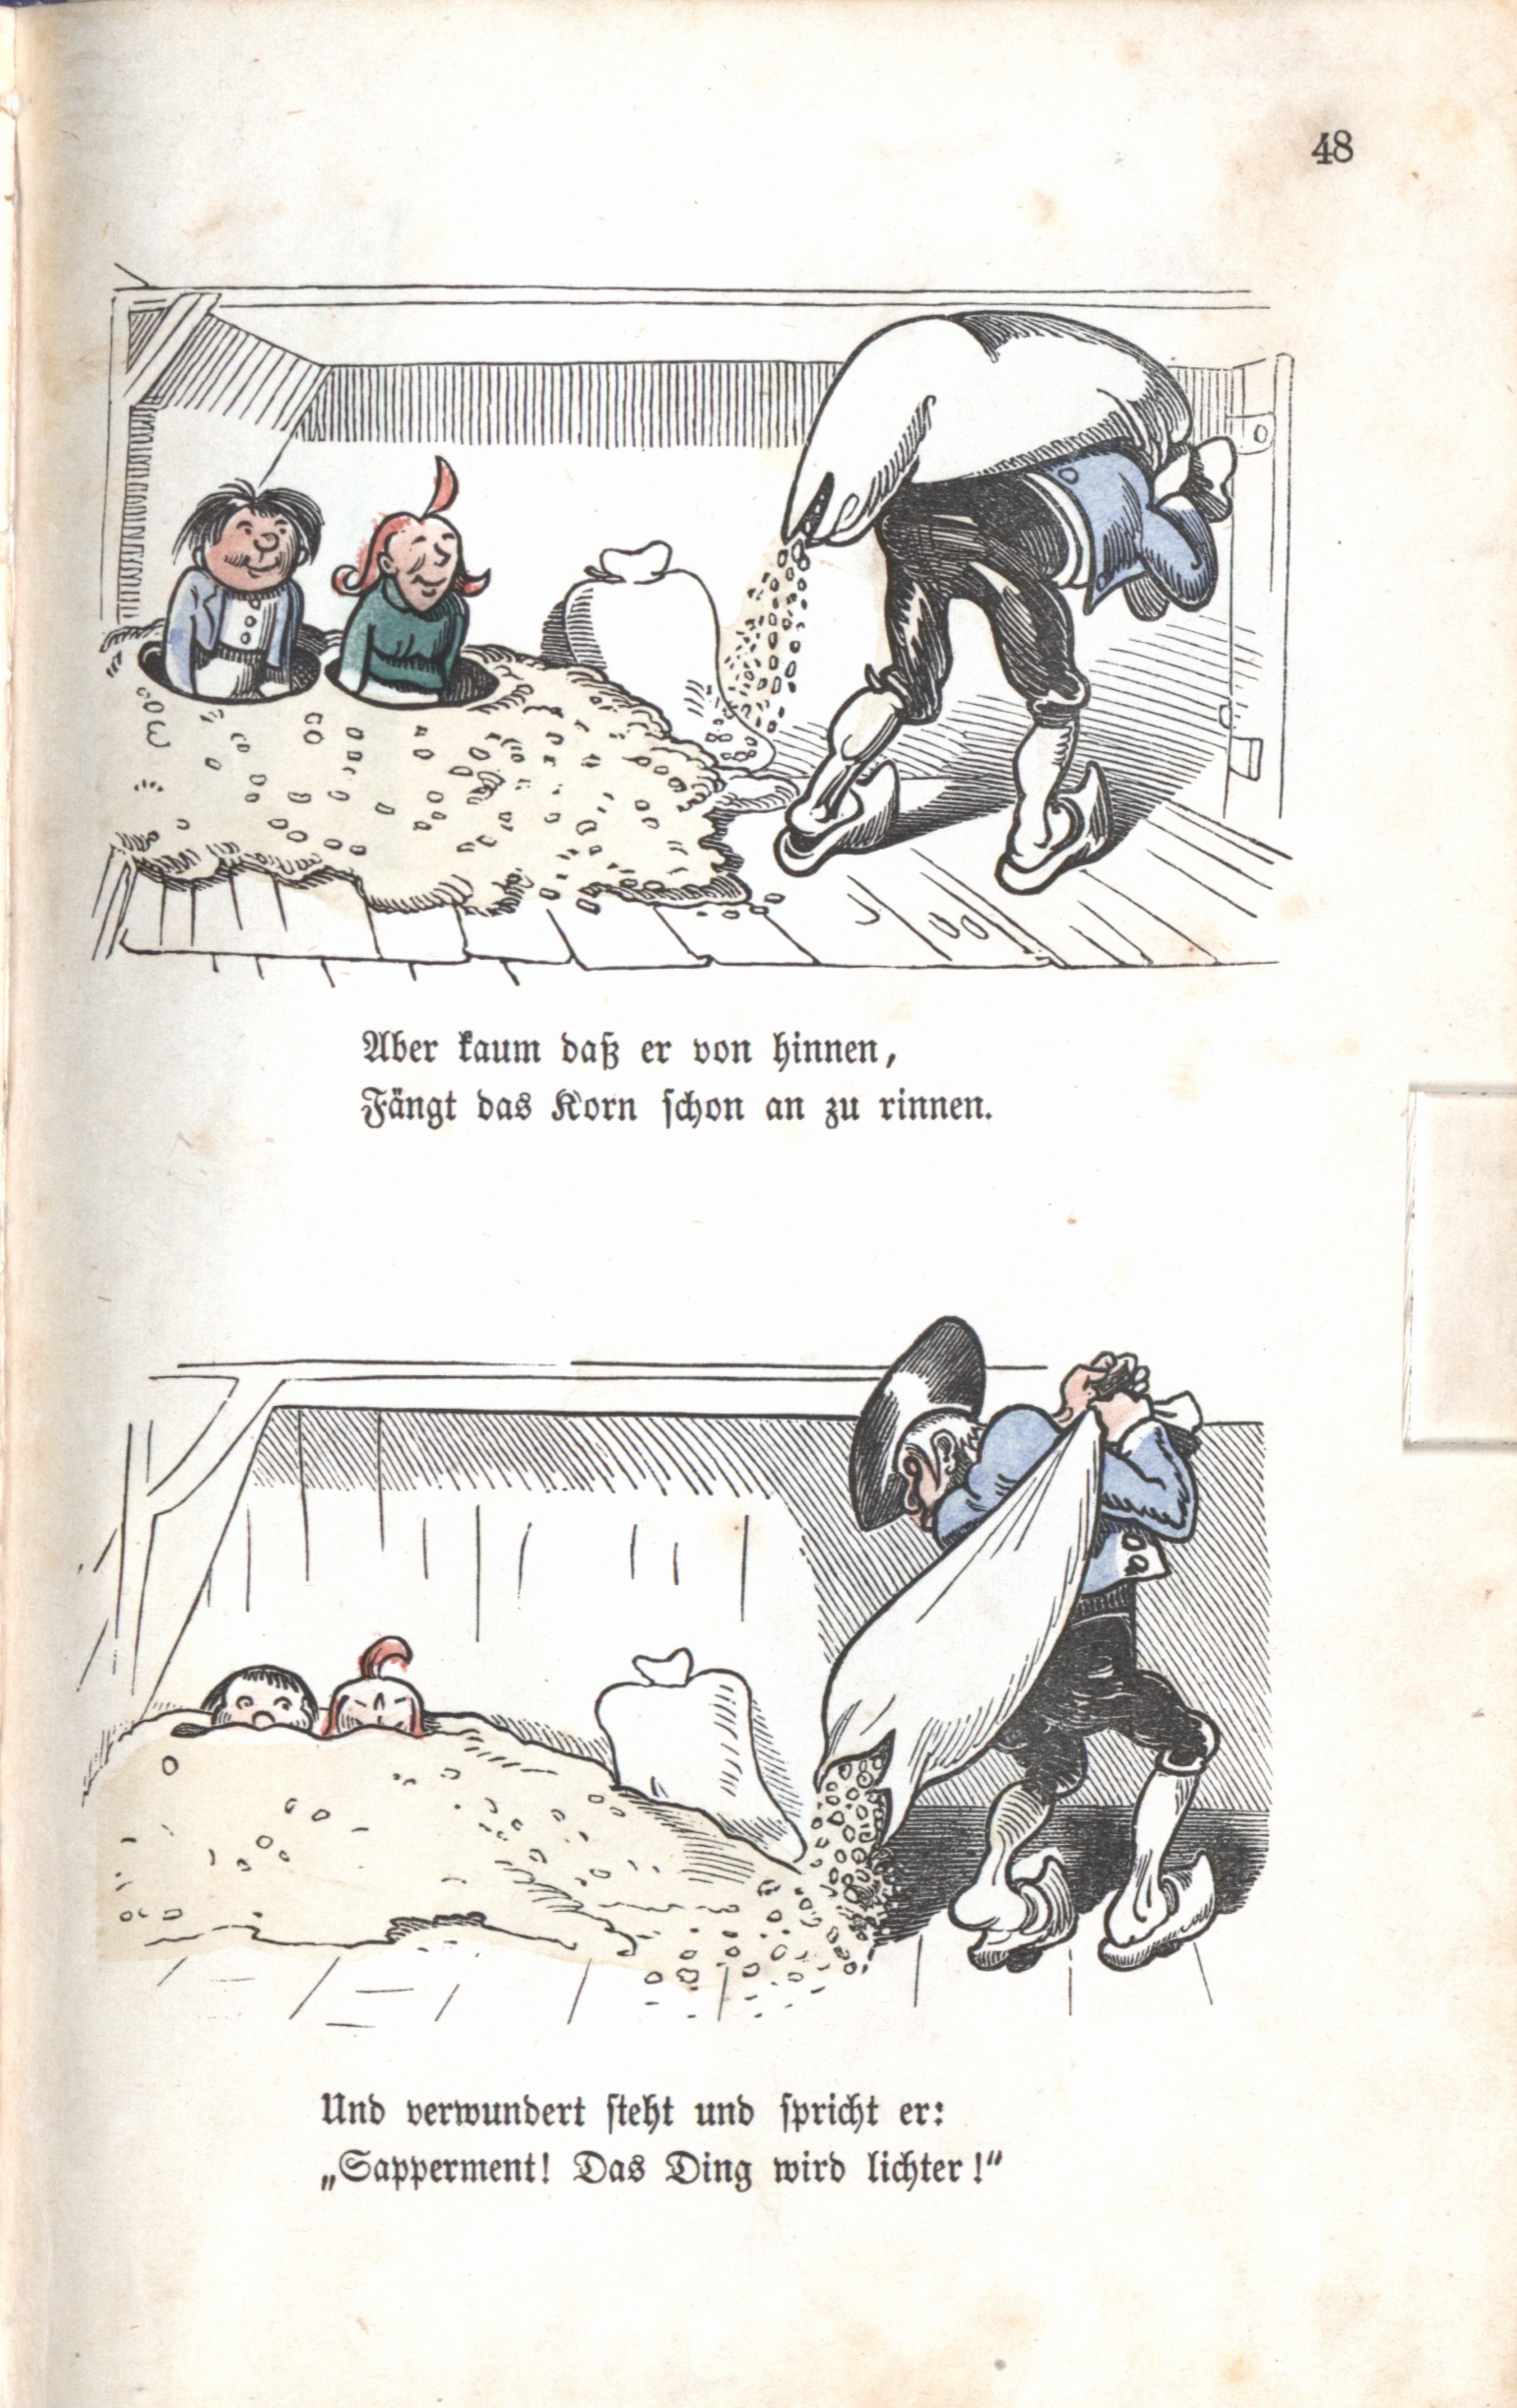 48
Aber kaum daß er von hinnen,
Fängt das Korn schon an zu rinnen.
Und verwundert steht und spricht er:
„Sapperment! Das Ding wird lichter!“